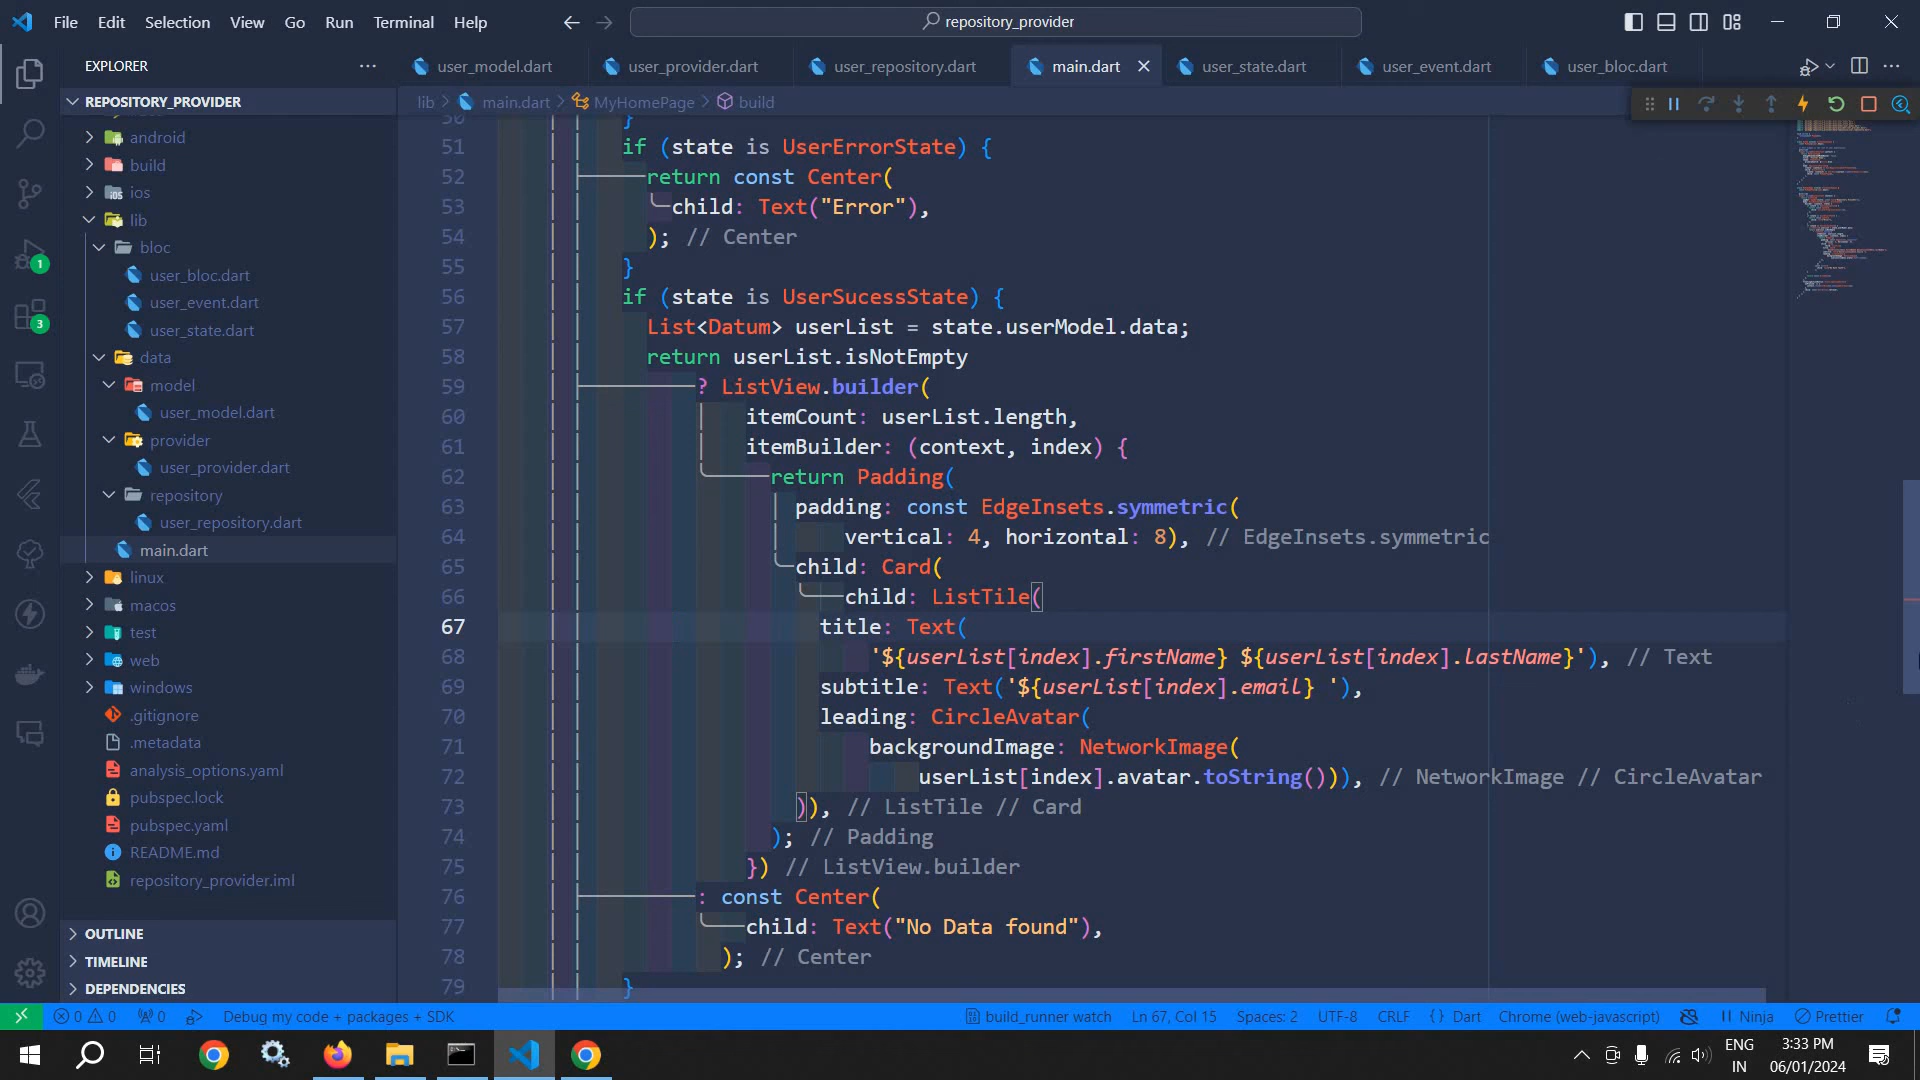 File Edit Selection View Go Run Terminal Help
repository_provider
EXPLORER
user_model.dart
user_provider.dart
user_repository.dart
main.dart
user_state.dart
user_event.dart
user_bloc.dart
REPOSITORY_PROVIDER
lib > main.dart > MyHomePage > build
android
build
ios
lib
bloc
user_bloc.dart
user_event.dart
user_state.dart
data
model
user_model.dart
provider
user_provider.dart
repository
user_repository.dart
main.dart
linux
macos
test
web
windows
.gitignore
.metadata
analysis_options.yaml
pubspec.lock
pubspec.yaml
README.md
repository_provider.iml
OUTLINE
TIMELINE
DEPENDENCIES
1
3
50 }
51 if (state is UserErrorState) {
52 return const Center(
53 child: Text("Error"),
54 ); // Center
55 }
56 if (state is UserSucessState) {
57 List<Datum> userList = state.userModel.data;
58 return userList.isNotEmpty
59 ? ListView.builder(
60 itemCount: userList.length,
61 itemBuilder: (context, index) {
62 return Padding(
63 padding: const EdgeInsets.symmetric(
64 vertical: 4, horizontal: 8), // EdgeInsets.symmetric
65 child: Card(
66 child: ListTile(
67 title: Text(
68 '${userList[index].firstName} ${userList[index].lastName}'), // Text
69 subtitle: Text('${userList[index].email} '),
70 leading: CircleAvatar(
71 backgroundImage: NetworkImage(
72 userList[index].avatar.toString())), // NetworkImage // CircleAvatar
73 )), // ListTile // Card
74 ); // Padding
75 }) // ListView.builder
76 : const Center(
77 child: Text("No Data found"),
78 ); // Center
79 }
0 0 0 Debug my code + packages + SDK build_runner watch Ln 67, Col 15 Spaces: 2 UTF-8 CRLF {} Dart Chrome (web-javascript) Ninja Prettier
ENG
IN
3:33 PM
06/01/2024